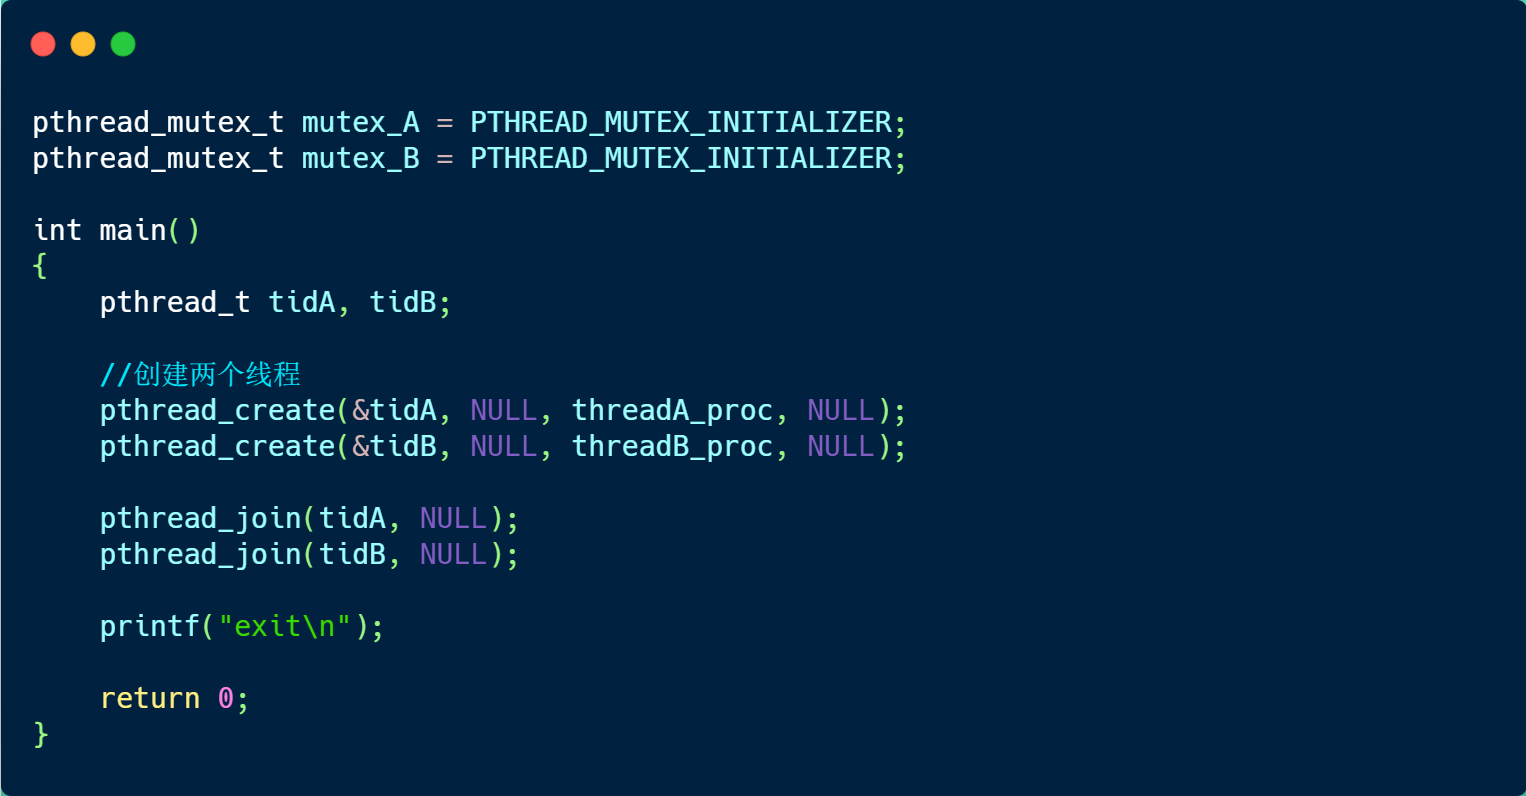 pthread_mutex_t mutex_A = PTHREAD_MUTEX_INITIALIZER;
pthread_mutex_t mutex_B = PTHREAD_MUTEX_INITIALIZER;
int main()
{
pthread_t tidA, tidB;
//创建两个线程
pthread_create(&tidA, NULL, threadA_proc, NULL);
pthread_create(&tidB, NULL, threadB_proc, NULL);
pthread_join(tidA, NULL);
pthread_join(tidB, NULL);
printf("exit\n");
return 0;
}